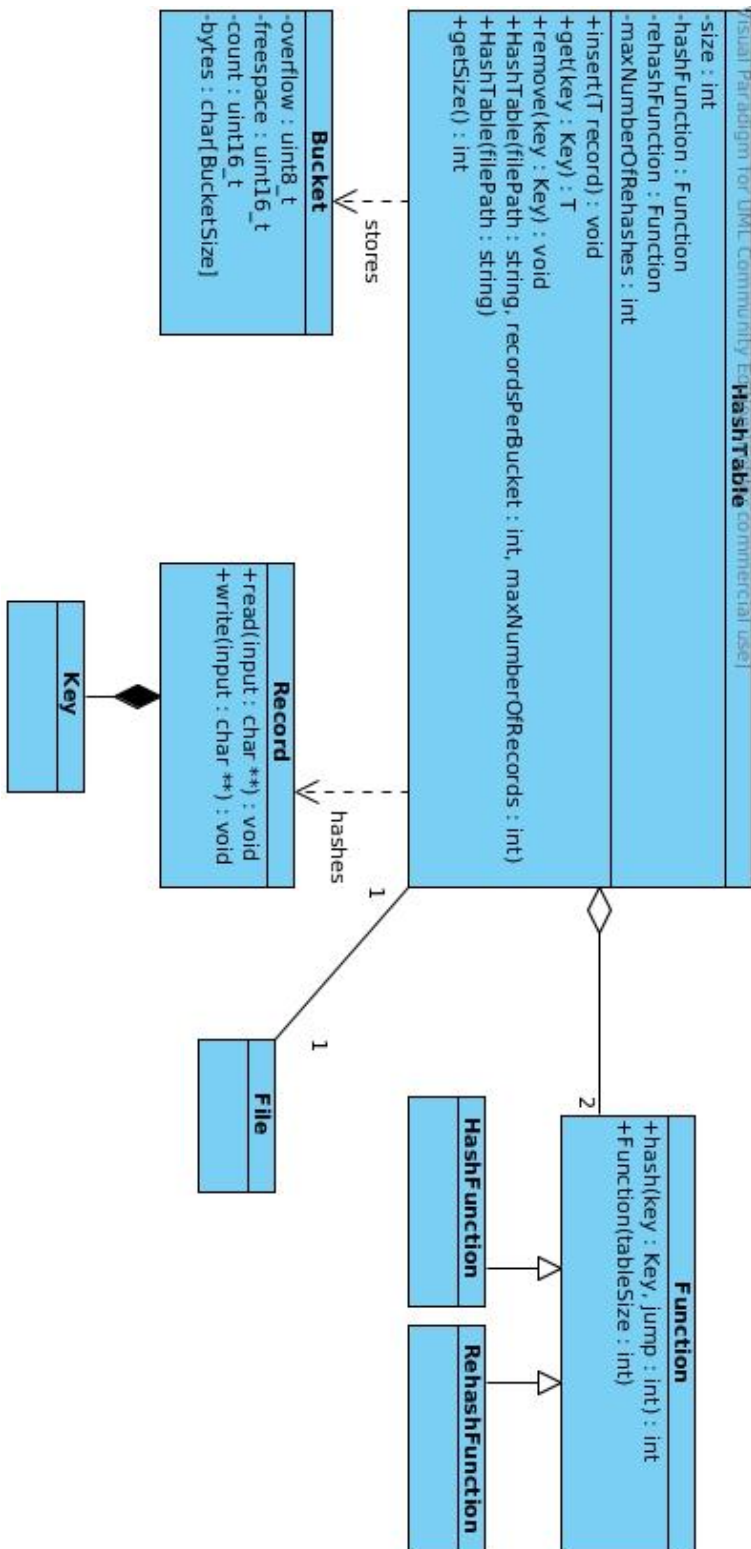 Visual Paradigm for UML Community Edition [not for commercial use]
HashTable
-size : int
-hashFunction : Function
-rehashFunction : Function
-maxNumberOfRehashes : int
+insert(T record) : void
+get(key : Key) : T
+remove(key : Key) : void
+HashTable(filePath : string, recordsPerBucket : int, maxNumberOfRecords : int)
+HashTable(filePath : string)
+getSize() : int
2
Function
+hash(key : Key, jump : int) : int
+Function(tableSize : int)
HashFunction
RehashFunction
stores
hashes
1
1
Bucket
-overflow : uint8_t
-freespace : uint16_t
-count : uint16_t
-bytes : char[BucketSize]
Record
+read(input : char **) : void
+write(input : char **) : void
File
Key